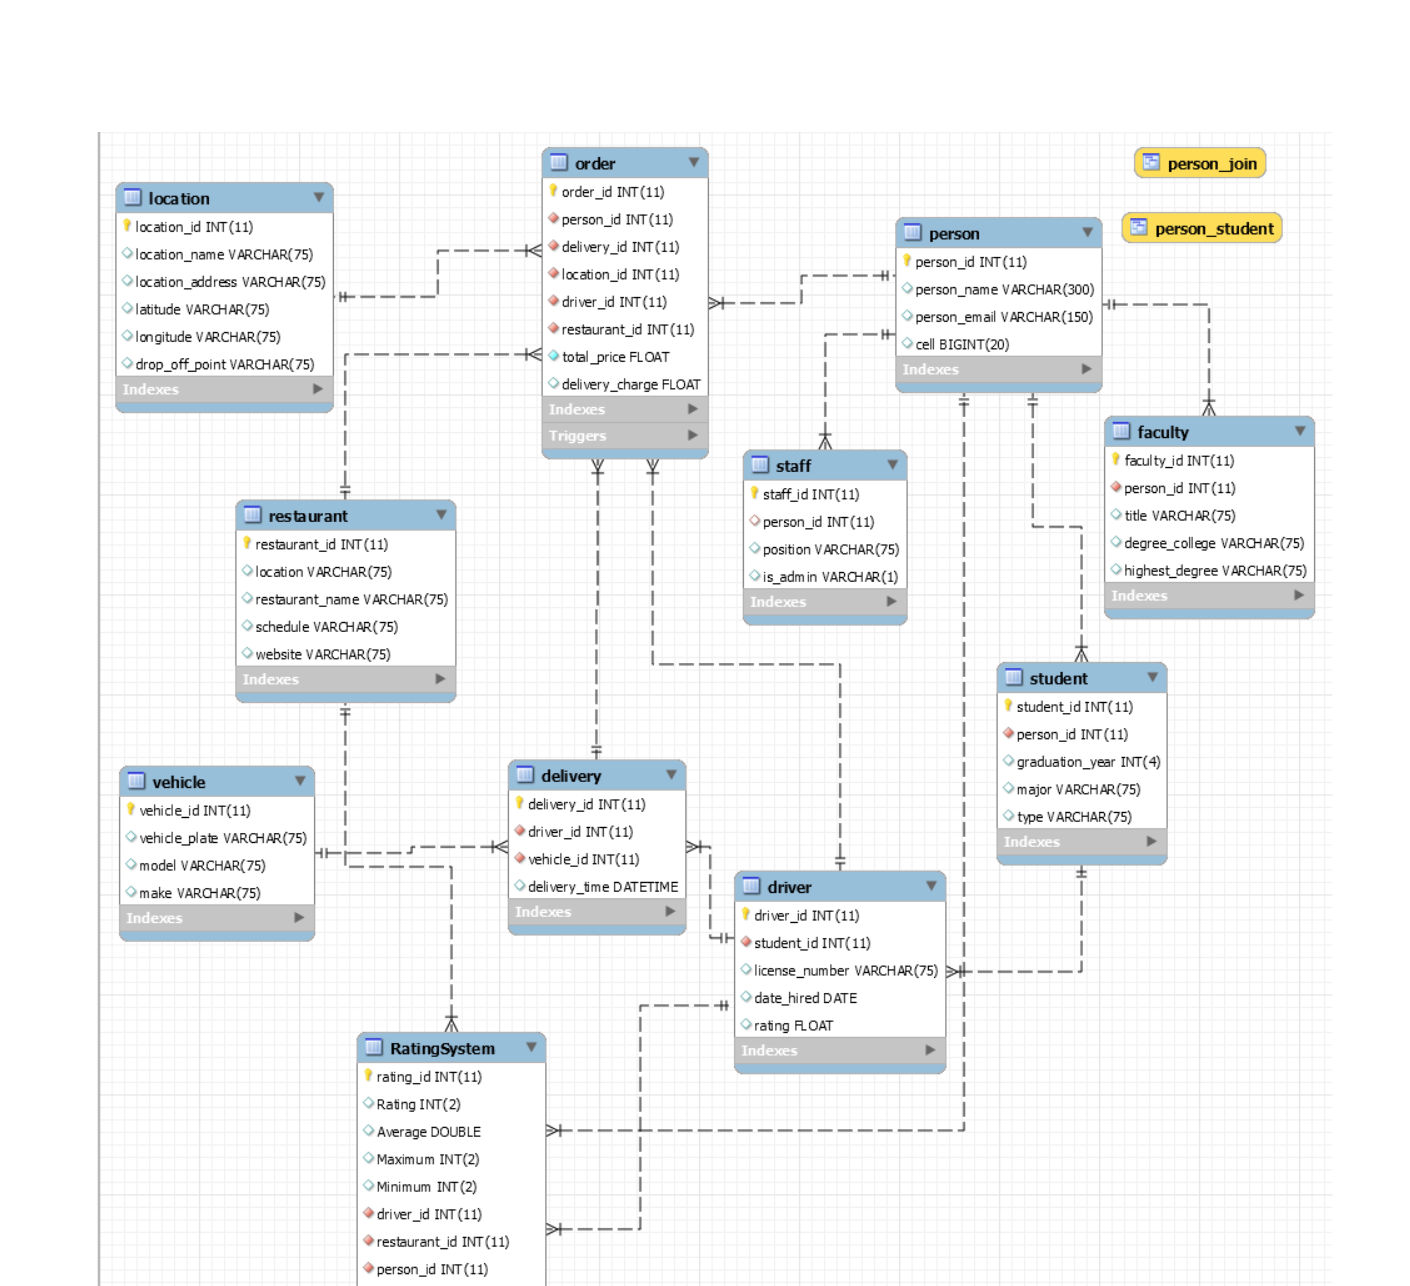 order
order_id INT(11)
person_id INT(11)
delivery_id INT(11)
location_id INT(11)
driver_id INT(11)
restaurant_id INT(11)
total_price FLOAT
delivery_charge FLOAT
Indexes
Triggers
person_join
person_student
location
location_id INT(11)
location_name VARCHAR(75)
location_address VARCHAR(75)
latitude VARCHAR(75)
longitude VARCHAR(75)
drop_off_point VARCHAR(75)
Indexes
person
person_id INT(11)
person_name VARCHAR(300)
person_email VARCHAR(150)
cell BIGINT(20)
Indexes
faculty
faculty_id INT(11)
person_id INT(11)
title VARCHAR(75)
degree_college VARCHAR(75)
highest_degree VARCHAR(75)
Indexes
staff
staff_id INT(11)
person_id INT(11)
position VARCHAR(75)
is_admin VARCHAR(1)
Indexes
restaurant
restaurant_id INT(11)
location VARCHAR(75)
restaurant_name VARCHAR(75)
schedule VARCHAR(75)
website VARCHAR(75)
Indexes
student
student_id INT(11)
person_id INT(11)
graduation_year INT(4)
major VARCHAR(75)
type VARCHAR(75)
Indexes
vehicle
vehicle_id INT(11)
vehicle_plate VARCHAR(75)
model VARCHAR(75)
make VARCHAR(75)
Indexes
delivery
delivery_id INT(11)
driver_id INT(11)
vehicle_id INT(11)
delivery_time DATETIME
Indexes
driver
driver_id INT(11)
student_id INT(11)
license_number VARCHAR(75)
date_hired DATE
rating FLOAT
Indexes
RatingSystem
rating_id INT(11)
Rating INT(2)
Average DOUBLE
Maximum INT(2)
Minimum INT(2)
driver_id INT(11)
restaurant_id INT(11)
person_id INT(11)